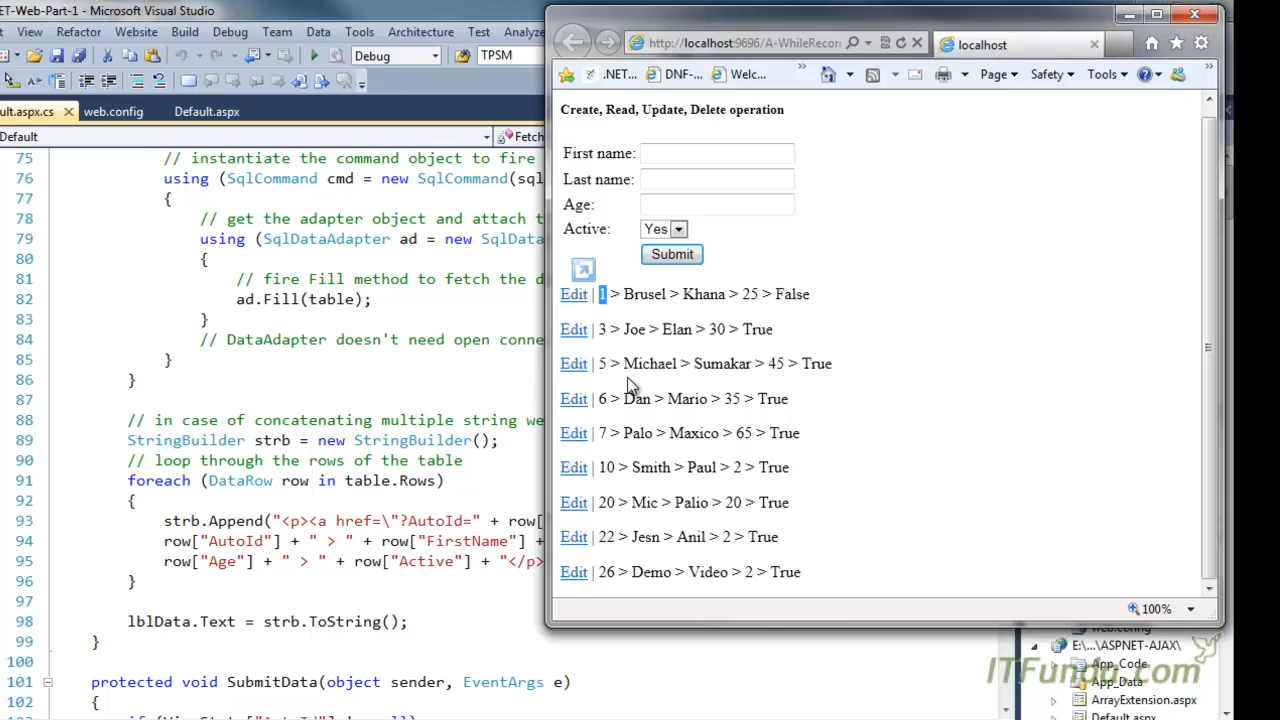 ET-Web-Part-1 - Microsoft Visual Studio
View Refactor Website Build Debug Team Data Tools Architecture Test Analyze
Debug TPSM
ult.aspx.cs web.config Default.aspx
Default Fetch
75 // instantiate the command object to fire
76 using (SqlCommand cmd = new SqlCommand(sql
77 {
78 // get the adapter object and attach t
79 using (SqlDataAdapter ad = new SqlData
80 {
81 // fire Fill method to fetch the d
82 ad.Fill(table);
83 }
84 // DataAdapter doesn't need open conne
85 }
86 }
87
88 // in case of concatenating multiple string we
89 StringBuilder strb = new StringBuilder();
90 // loop through the rows of the table
91 foreach (DataRow row in table.Rows)
92 {
93 strb.Append("<p><a href=\"?AutoId=" + row[
94 row["AutoId"] + " > " + row["FirstName"] +
95 row["Age"] + " > " + row["Active"] + "</p>
96 }
97
98 lblData.Text = strb.ToString();
99 }
100
101 protected void SubmitData(object sender, EventArgs e)
102
http://localhost:9696/A-WhileRecor
localhost
.NET... DNF-... Welc... Page Safety Tools
Create, Read, Update, Delete operation
First name:
Last name:
Age:
Active: Yes
Submit
Edit | 1 > Brusel > Khana > 25 > False
Edit | 3 > Joe > Elan > 30 > True
Edit | 5 > Michael > Sumakar > 45 > True
Edit | 6 > Dan > Mario > 35 > True
Edit | 7 > Palo > Maxico > 65 > True
Edit | 10 > Smith > Paul > 2 > True
Edit | 20 > Mic > Palio > 20 > True
Edit | 22 > Jesn > Anil > 2 > True
Edit | 26 > Demo > Video > 2 > True
100%
web.config
E:\...\ASPNET-AJAX\
App_Code
App_Data
ArrayExtension.aspx
Default.aspx
ITFunda.com